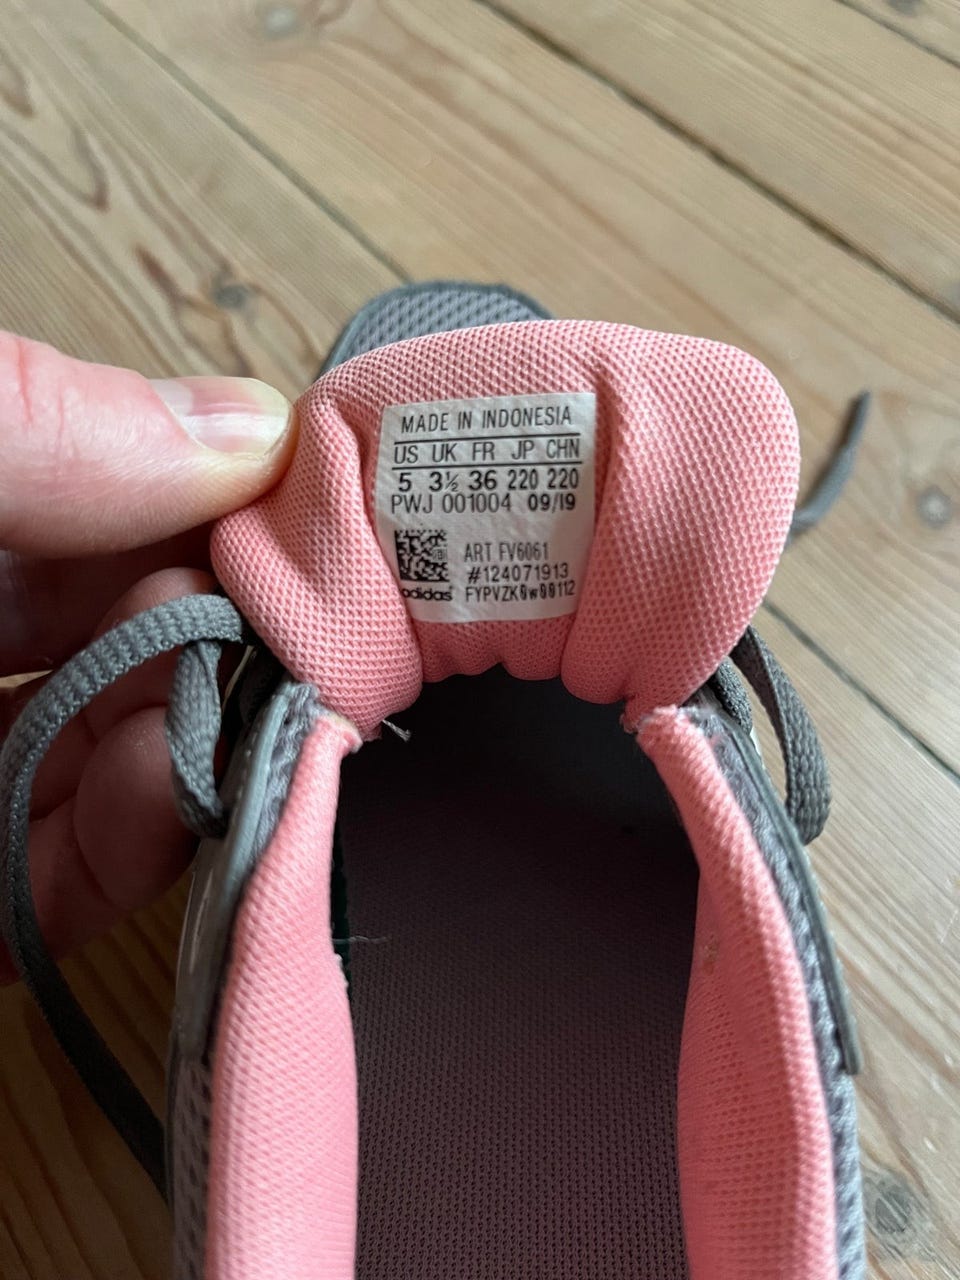 MADE IN INDONESIA
US UK FR JP CHN
5 3½ 36 220 220
PWJ 001004 09/19
ART FV6061
#124071913
adidas FYPVZK0w00112